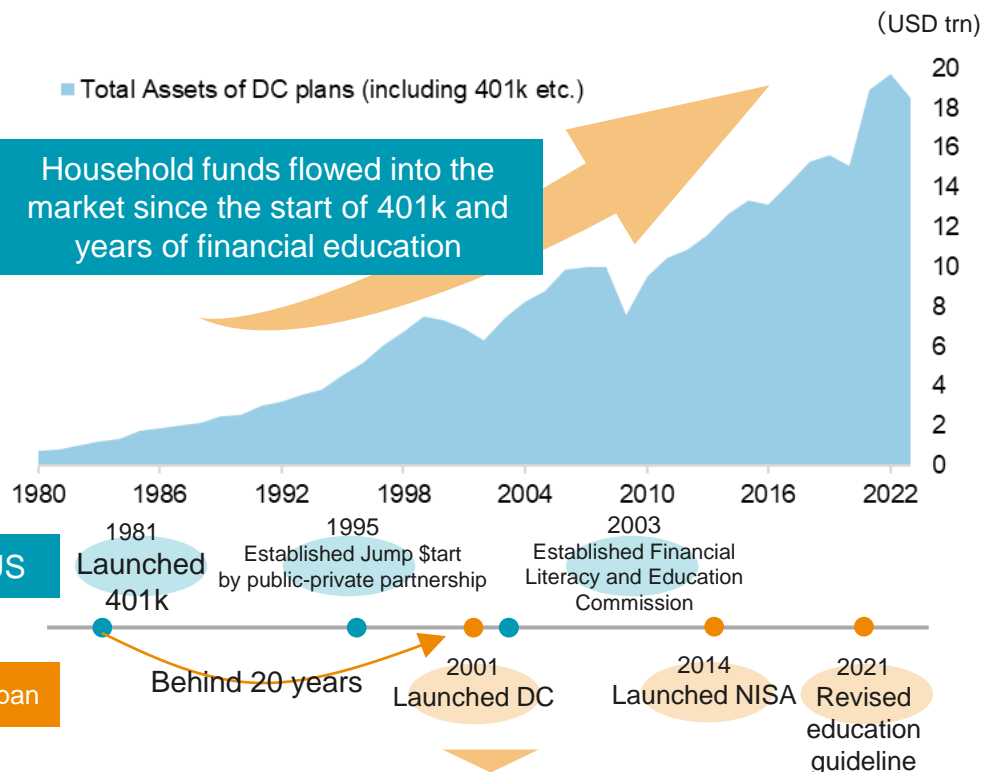 （USD trn)
Total Assets of DC plans (including 401k etc.)
Household funds flowed into the
market since the start of 401k and
years of financial education
20
18
16
14
12
10
8
6
4
2
0
1980 1986 1992 1998 2004 2010 2016 2022
US
1981
Launched
401k
1995
Established Jump $tart
by public-private partnership
2003
Established Financial
Literacy and Education
Commission
Behind 20 years
pan
2001
Launched DC
2014
Launched NISA
2021
Revised
education
guideline